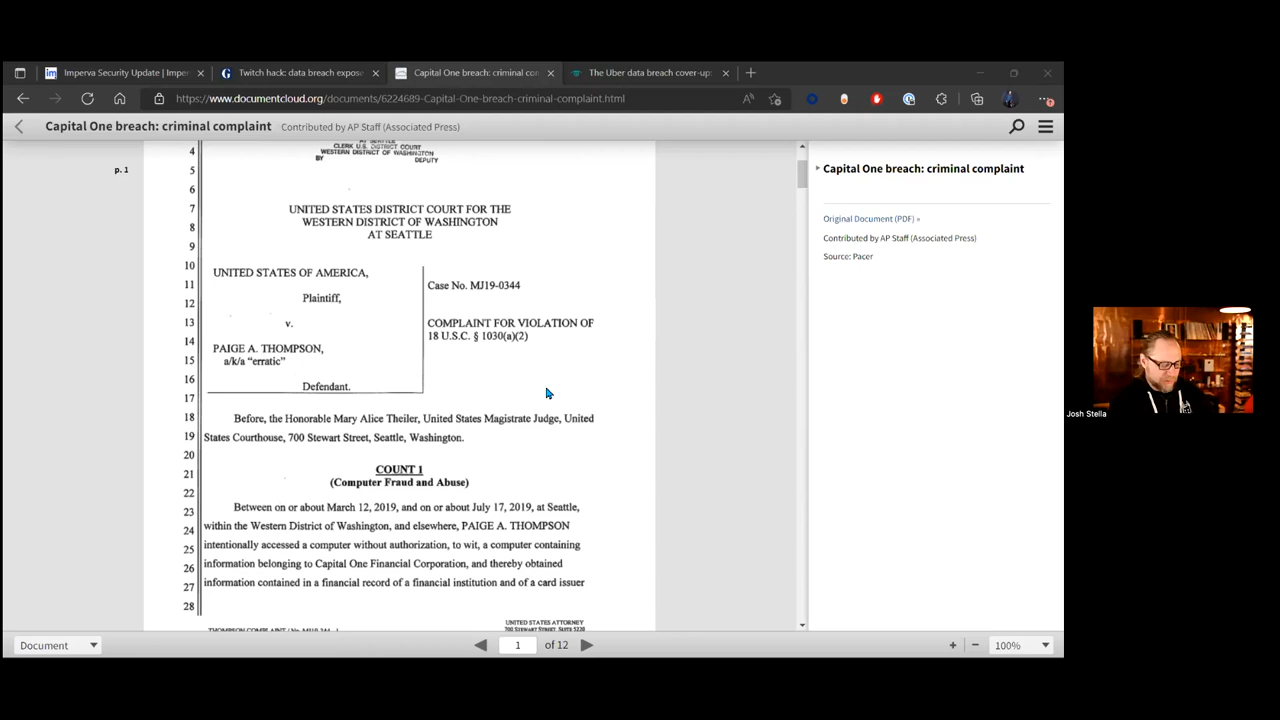 Imperva Security Update | Imper
Twitch hack: data breach expose
Capital One breach: criminal con
The Uber data breach cover-up:
https://www.documentcloud.org/documents/6224689-Capital-One-breach-criminal-complaint.html
Capital One breach: criminal complaint
Contributed by AP Staff (Associated Press)
p. 1
4
AT SEATTLE
CLERK U.S. DISTRICT COURT
WESTERN DISTRICT OF WASHINGTON
BY DEPUTY
5
6
7 UNITED STATES DISTRICT COURT FOR THE
8 WESTERN DISTRICT OF WASHINGTON
AT SEATTLE
9
10 UNITED STATES OF AMERICA,
11 Case No. MJ19-0344
12 Plaintiff,
13 v. COMPLAINT FOR VIOLATION OF
14 18 U.S.C. § 1030(a)(2)
PAIGE A. THOMPSON,
15 a/k/a "erratic"
16 Defendant.
17
18 Before, the Honorable Mary Alice Theiler, United States Magistrate Judge, United
19 States Courthouse, 700 Stewart Street, Seattle, Washington.
20
21 COUNT 1
22 (Computer Fraud and Abuse)
23 Between on or about March 12, 2019, and on or about July 17, 2019, at Seattle,
24 within the Western District of Washington, and elsewhere, PAIGE A. THOMPSON
25 intentionally accessed a computer without authorization, to wit, a computer containing
26 information belonging to Capital One Financial Corporation, and thereby obtained
27 information contained in a financial record of a financial institution and of a card issuer
28
UNITED STATES ATTORNEY
700 STEWART STREET, SUITE 5220
Capital One breach: criminal complaint
Original Document (PDF) »
Contributed by AP Staff (Associated Press)
Source: Pacer
Document
1 of 12
100%
Josh Stella